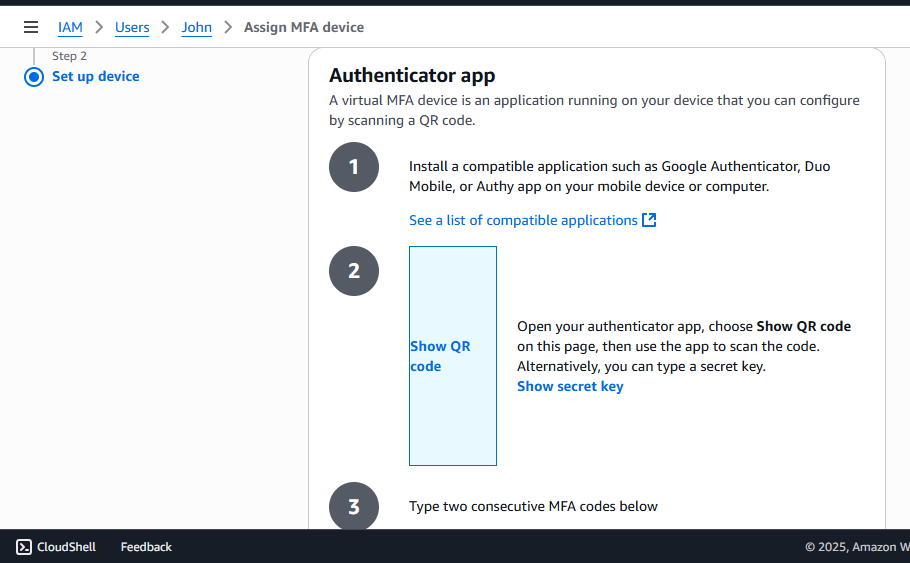 IAM > Users > John > Assign MFA device
Step 2
Set up device
Authenticator app
A virtual MFA device is an application running on your device that you can configure
by scanning a QR code.
1
Install a compatible application such as Google Authenticator, Duo
Mobile, or Authy app on your mobile device or computer.
See a list of compatible applications
2
Show QR
code
Open your authenticator app, choose Show QR code
on this page, then use the app to scan the code.
Alternatively, you can type a secret key.
Show secret key
3
Type two consecutive MFA codes below
CloudShell Feedback © 2025, Amazon W